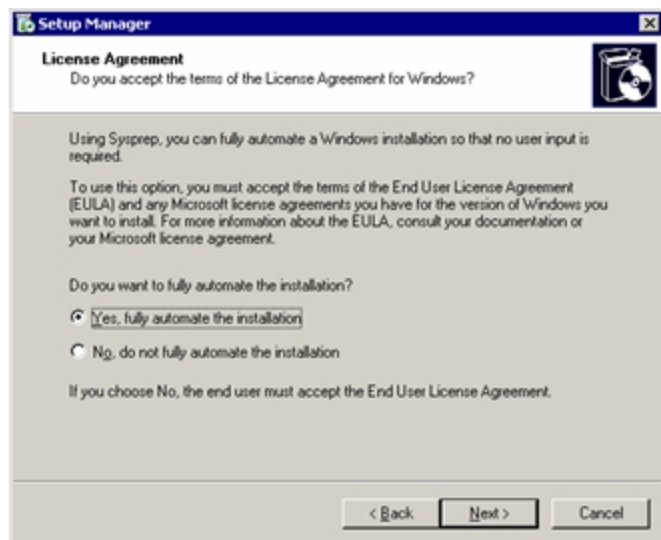 Setup Manager
License Agreement
Do you accept the terms of the License Agreement for Windows?
Using Sysprep, you can fully automate a Windows installation so that no user input is
required.
To use this option, you must accept the terms of the End User License Agreement
(EULA) and any Microsoft license agreements you have for the version of Windows you
want to install. For more information about the EULA, consult your documentation or
your Microsoft license agreement.
Do you want to fully automate the installation?
Yes, fully automate the installation
No, do not fully automate the installation
If you choose No, the end user must accept the End User License Agreement.
< Back Next > Cancel